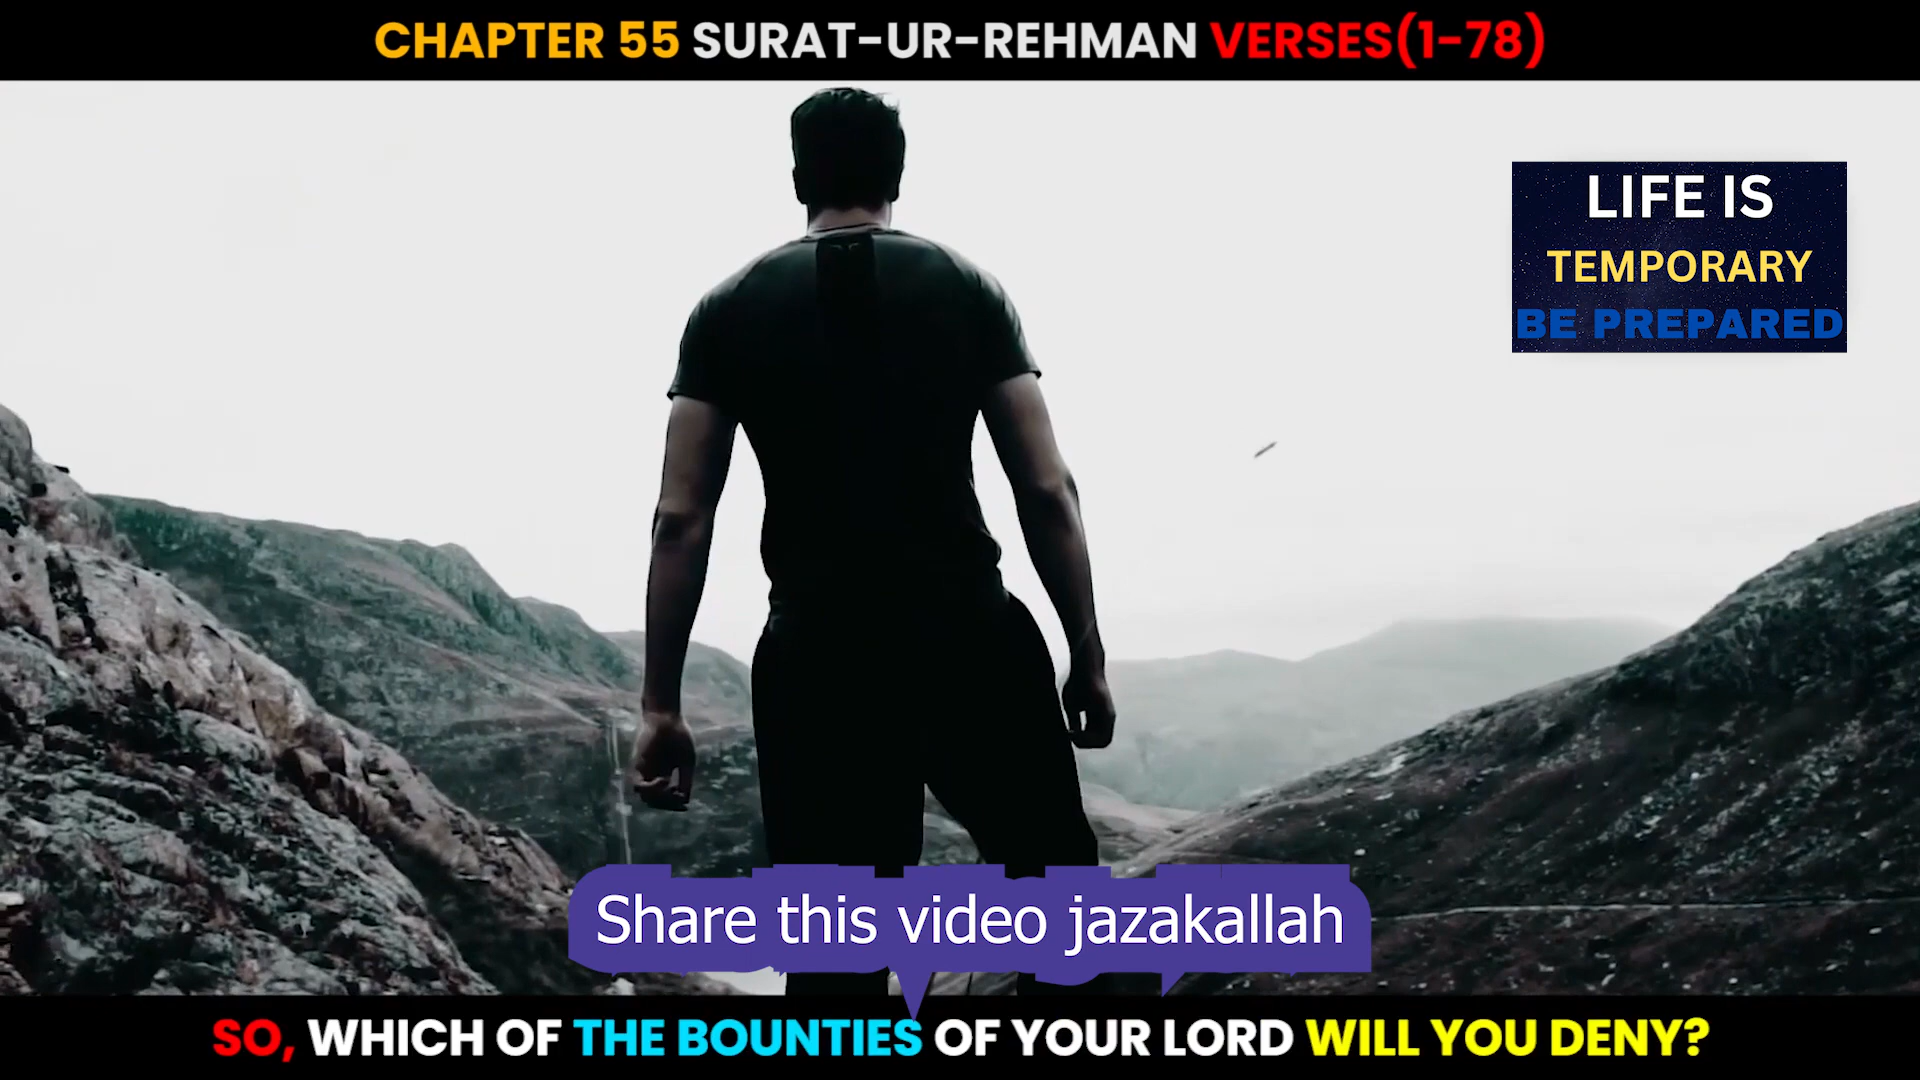 CHAPTER 55 SURAT-UR-REHMAN VERSES(1-78)
LIFE IS
TEMPORARY
BE PREPARED
Share this video jazakallah
SO, WHICH OF THE BOUNTIES OF YOUR LORD WILL YOU DENY?